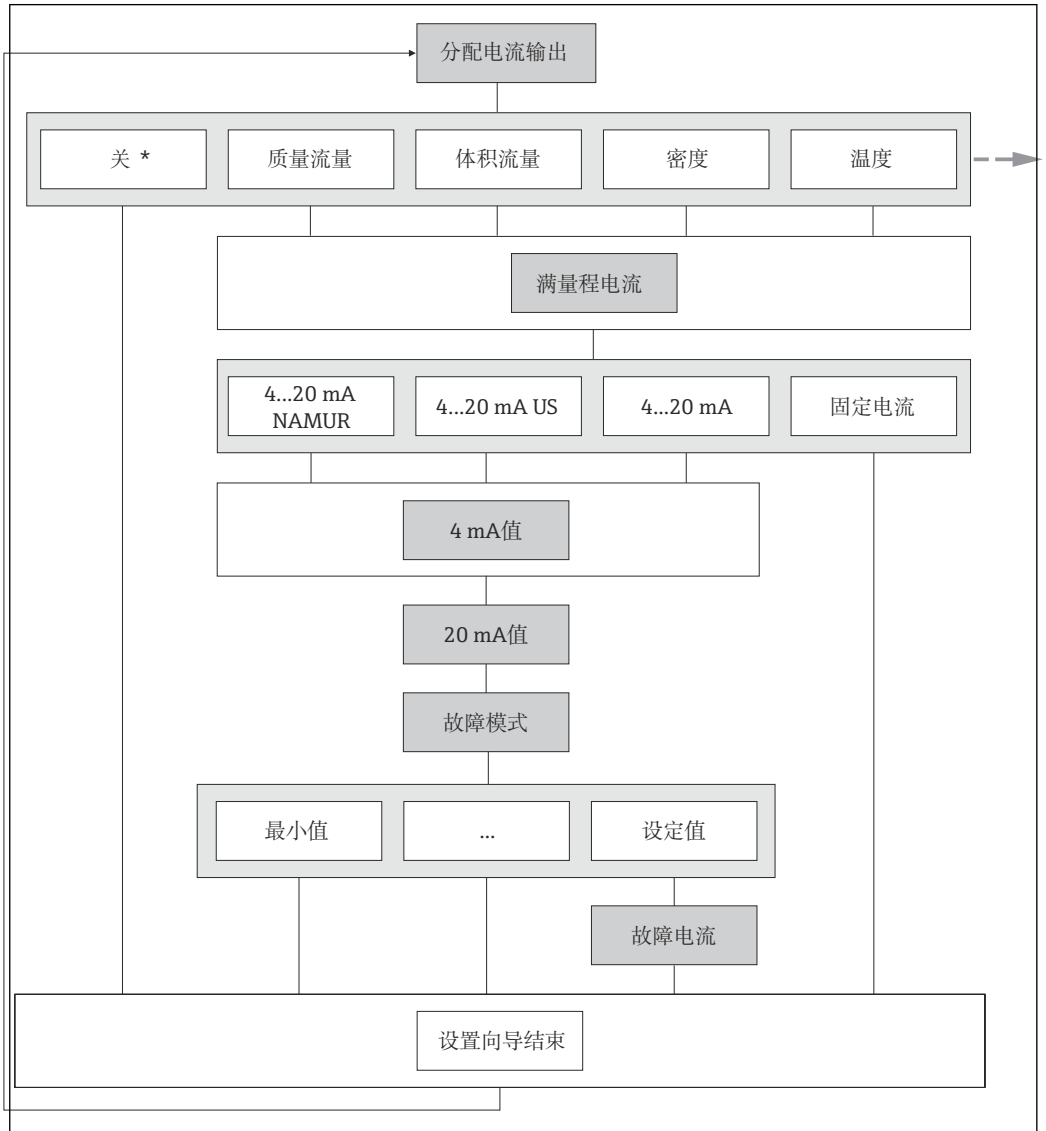 分配电流输出
关 *
质量流量
体积流量
密度
温度
满量程电流
4...20 mA
NAMUR
4...20 mA US
4...20 mA
固定电流
4 mA值
20 mA值
故障模式
最小值
...
设定值
故障电流
设置向导结束